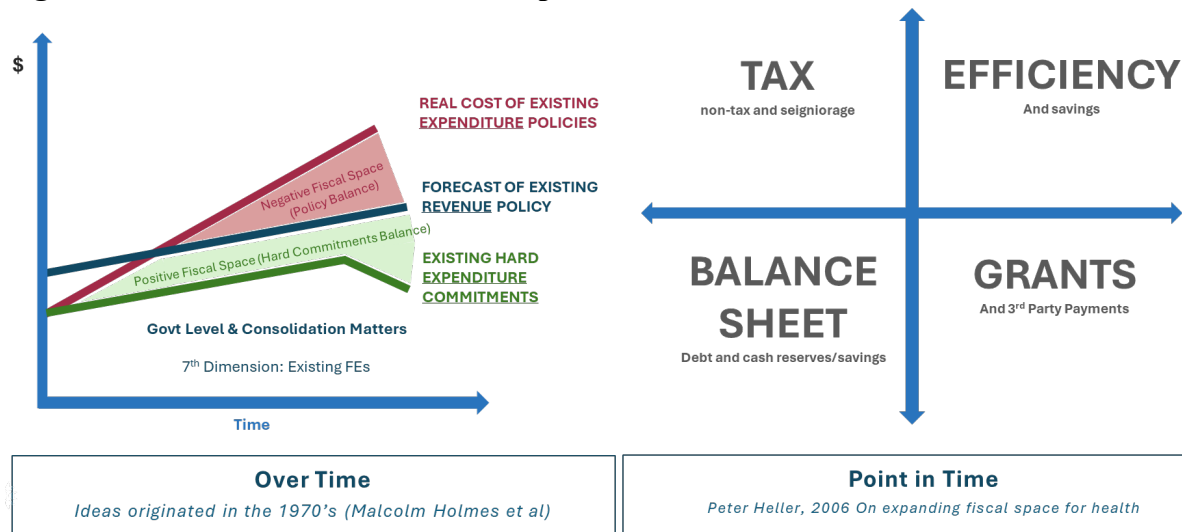 $
REAL COST OF EXISTING
EXPENDITURE POLICIES
Negative Fiscal Space
(Policy Balance)
FORECAST OF EXISTING
REVENUE POLICY
Positive Fiscal Space (Hard Commitments Balance)
EXISTING HARD
EXPENDITURE
COMMITMENTS
Govt Level & Consolidation Matters
7th Dimension: Existing FEs
Time
Over Time
Ideas originated in the 1970's (Malcolm Holmes et al)
TAX
non-tax and seigniorage
EFFICIENCY
And savings
BALANCE
SHEET
Debt and cash reserves/savings
GRANTS
And 3rd Party Payments
Point in Time
Peter Heller, 2006 On expanding fiscal space for health